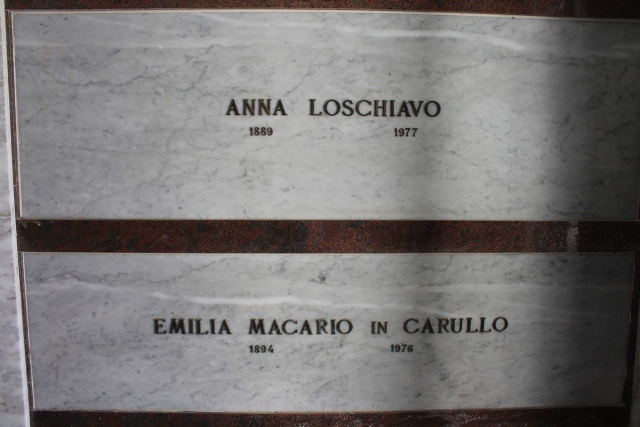 ANNA LOSCHIAVO
1889 1977
EMILIA MACARIO IN CARULLO
1894 1976